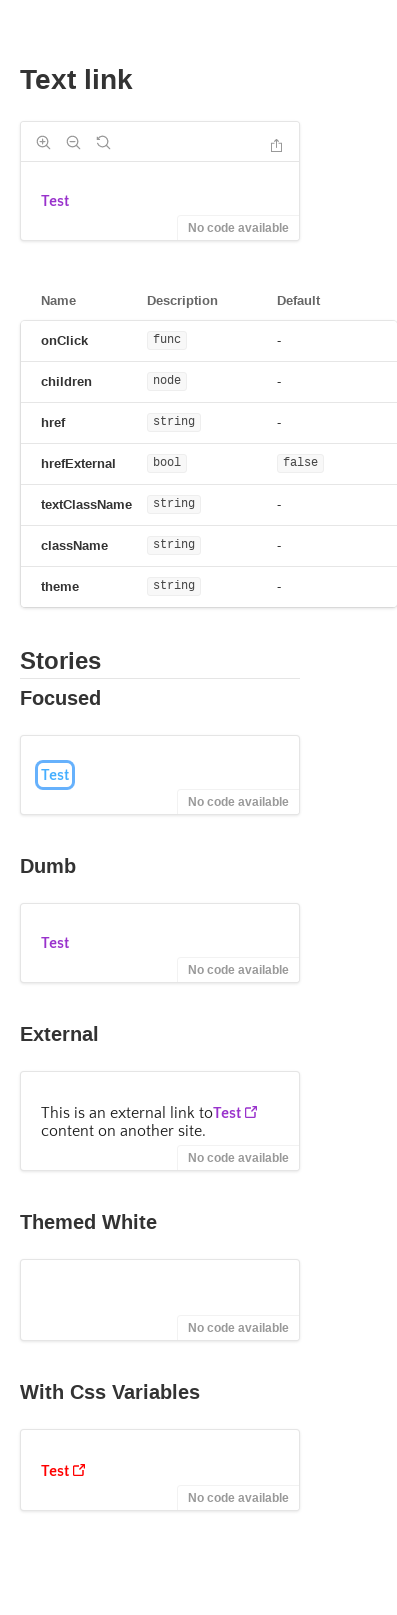 Text link
Test
No code available
Name Description Default
onClick func -
children node -
href string -
hrefExternal bool false
textClassName string -
className string -
theme string -
Stories
Focused
Test
No code available
Dumb
Test
No code available
External
This is an external link toTest
content on another site.
No code available
Themed White
No code available
With Css Variables
Test
No code available